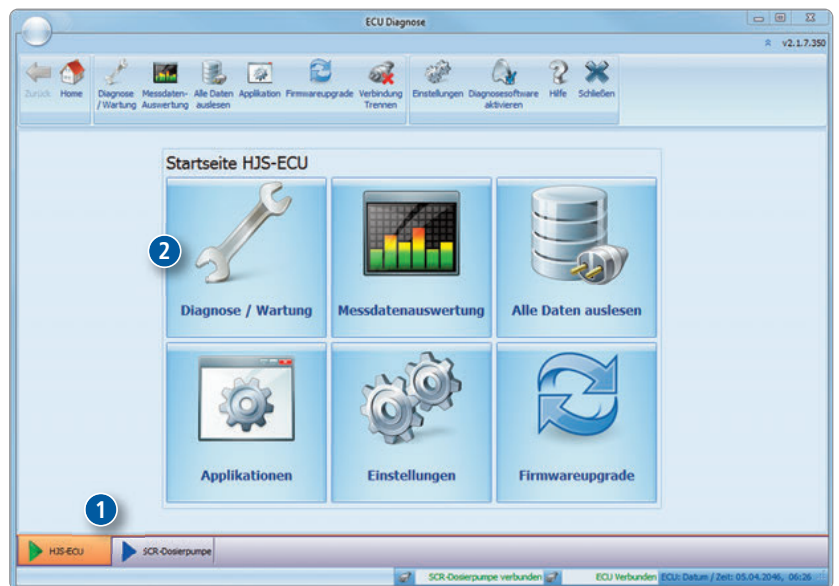 ECU Diagnose
v2.1.7.350
Zurück Home Diagnose / Wartung Messdaten-Auswertung Alle Daten auslesen Applikation Firmwareupgrade Verbindung Trennen Einstellungen Diagnosesoftware aktivieren Hilfe Schließen
Startseite HJS-ECU
2
Diagnose / Wartung Messdatenauswertung Alle Daten auslesen
Applikationen Einstellungen Firmwareupgrade
1
HJS-ECU SCR-Dosierpumpe
SCR-Dosierpumpe verbunden ECU Verbunden ECU: Datum / Zeit: 05.04.2046, 06:26